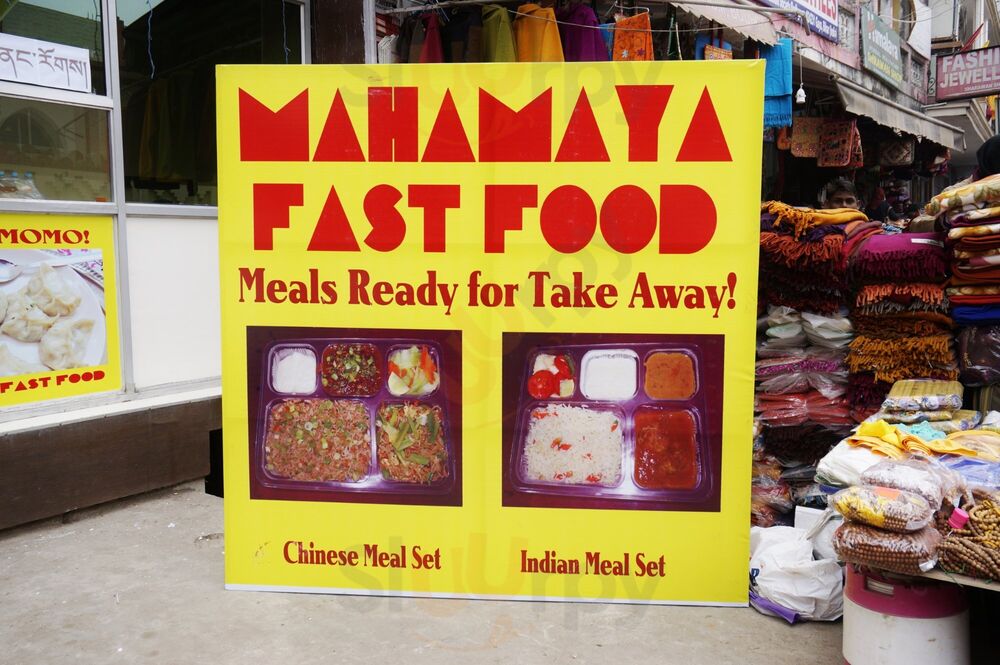 MAHAMAYA
FAST FOOD
Meals Ready for Take Away!
Chinese Meal Set
Indian Meal Set
MOMO!
FAST FOOD
FASHI
JEWELL